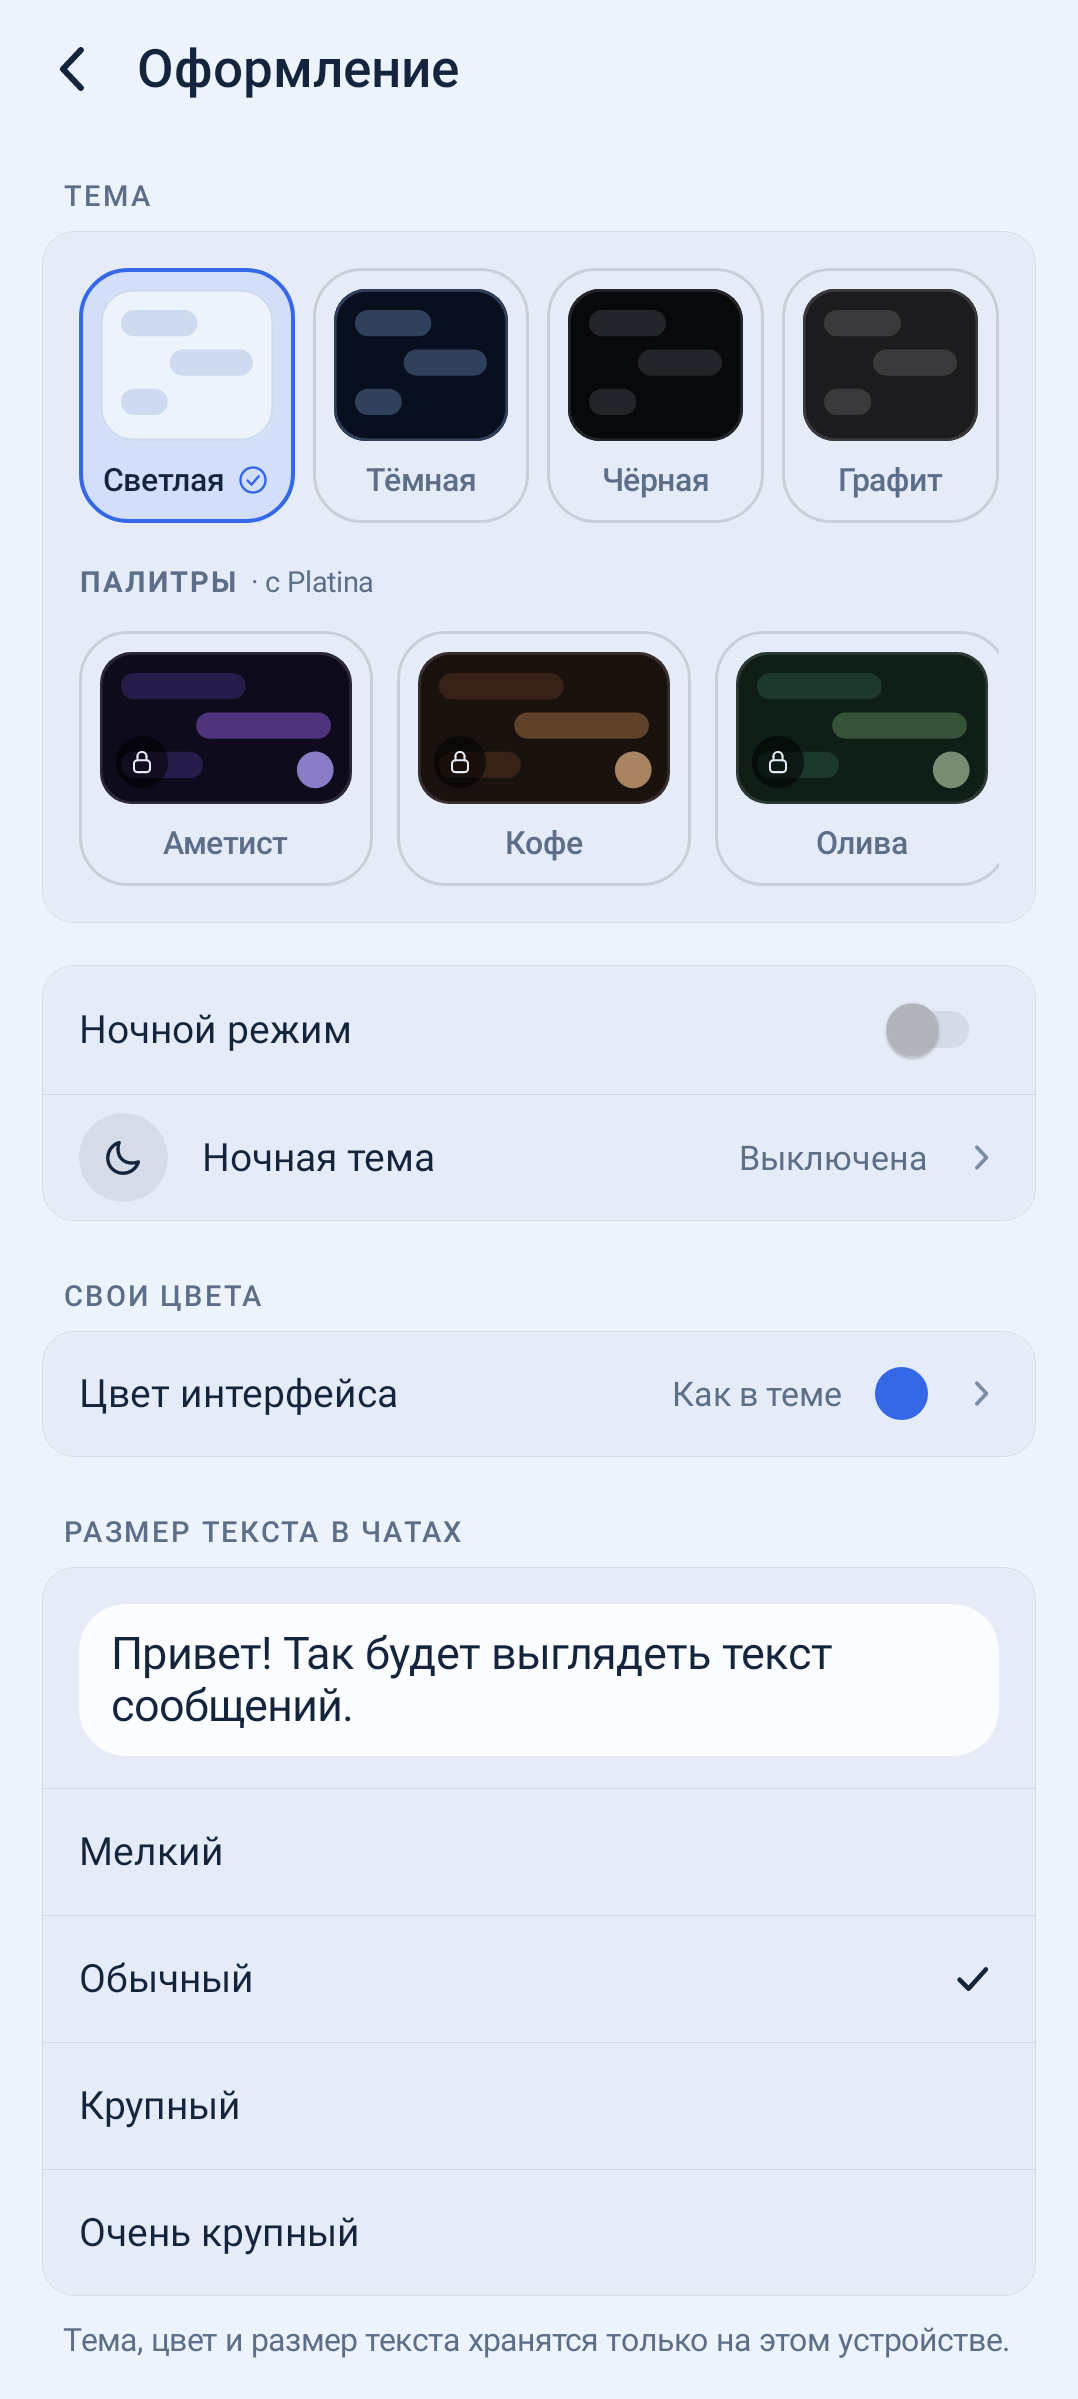 Оформление
ТЕМА
Светлая
Тёмная
Чёрная
Графит
ПАЛИТРЫ · с Platina
Аметист
Кофе
Олива
Ночной режим
Ночная тема
Выключена
СВОИ ЦВЕТА
Цвет интерфейса
Как в теме
РАЗМЕР ТЕКСТА В ЧАТАХ
Привет! Так будет выглядеть текст
сообщений.
Мелкий
Обычный
Крупный
Очень крупный
Тема, цвет и размер текста хранятся только на этом устройстве.